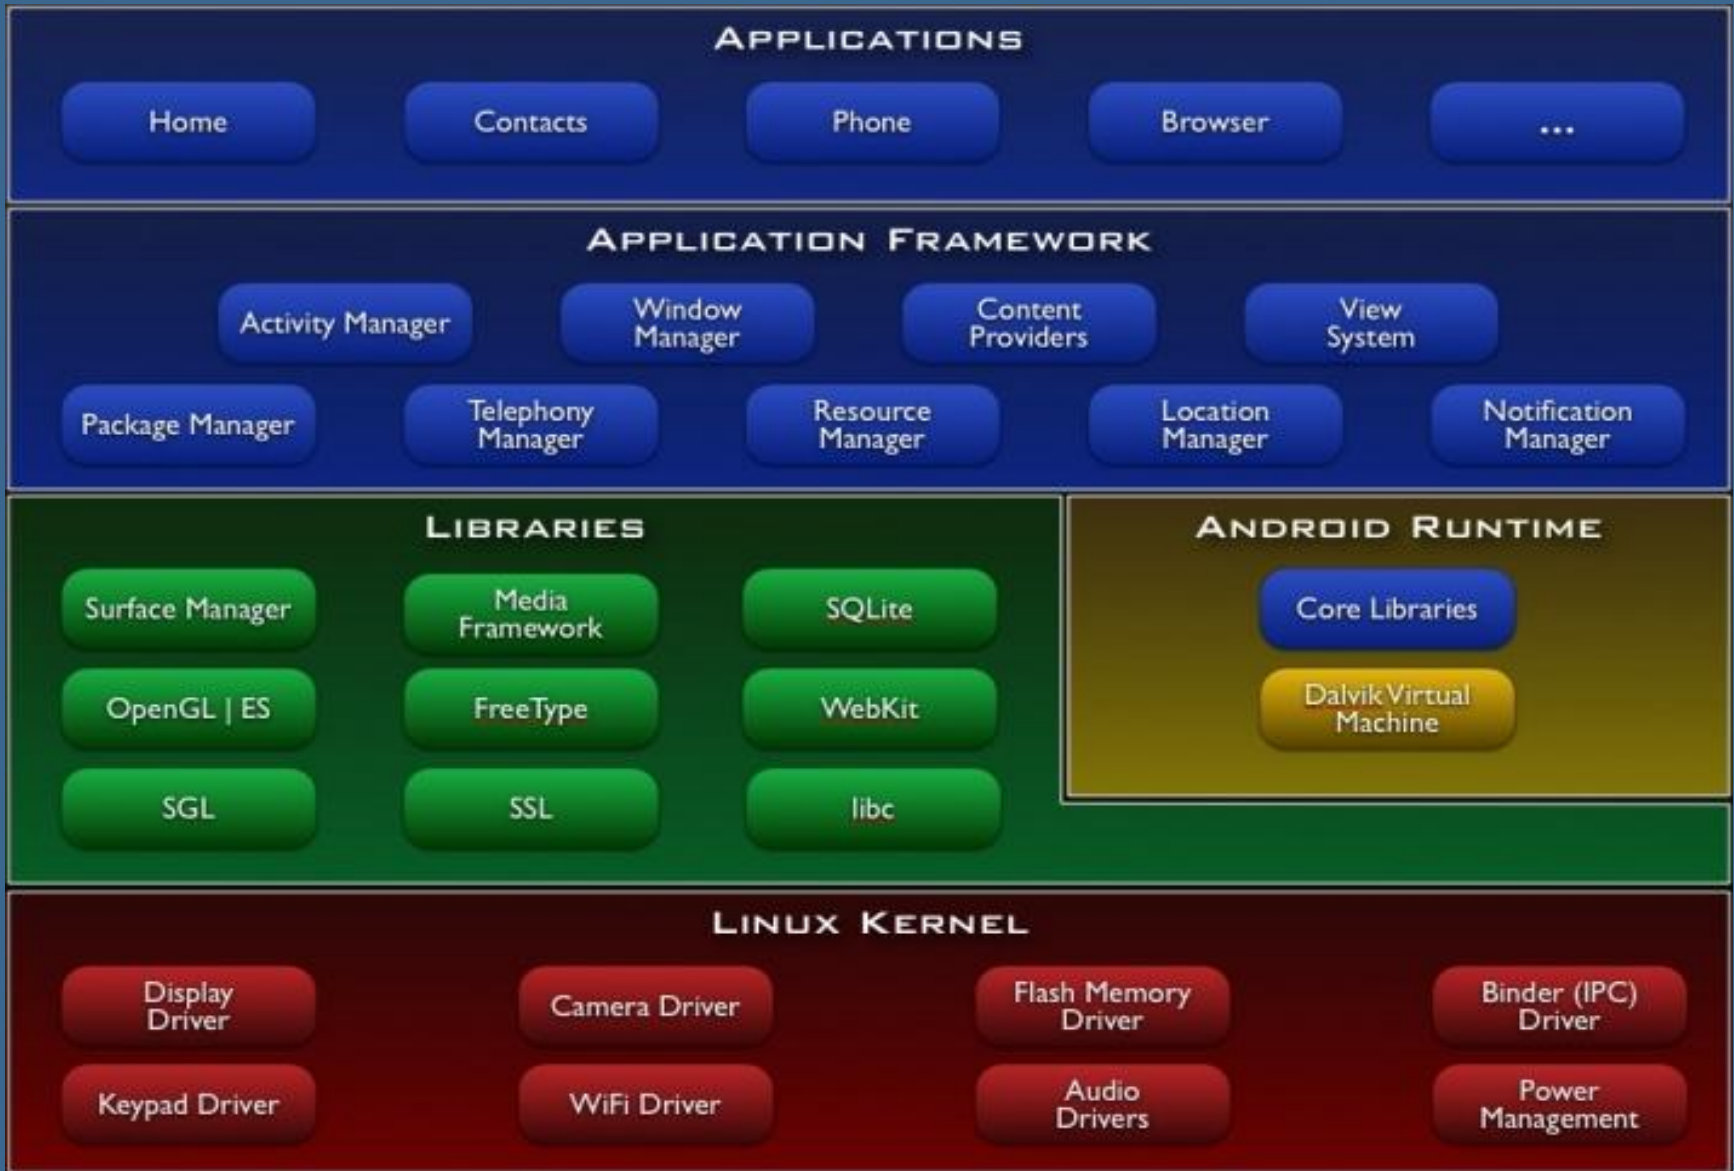 APPLICATIONS
Home
Contacts
Phone
Browser
...
APPLICATION FRAMEWORK
Activity Manager
Window
Manager
Content
Providers
View
System
Package Manager
Telephony
Manager
Resource
Manager
Location
Manager
Notification
Manager
LIBRARIES
Surface Manager
Media
Framework
SQLite
OpenGL | ES
FreeType
WebKit
SGL
SSL
libc
ANDROID RUNTIME
Core Libraries
Dalvik Virtual
Machine
LINUX KERNEL
Display
Driver
Camera Driver
Flash Memory
Driver
Binder (IPC)
Driver
Keypad Driver
WiFi Driver
Audio
Drivers
Power
Management